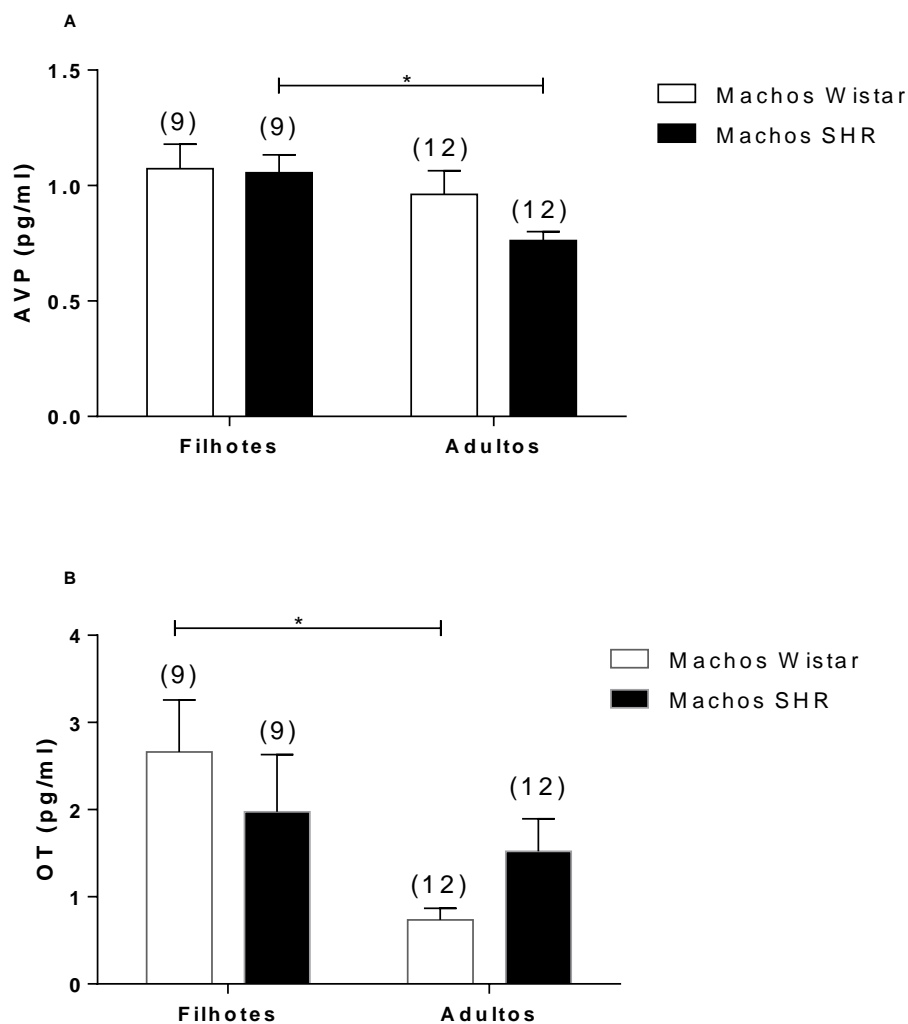 A
*
1.5
1.0
0.5
0.0
AVP (pg/ml)
(9)
(9)
(12)
(12)
Filhotes
Adultos
Machos Wistar
Machos SHR
B
*
4
3
2
1
0
OT (pg/ml)
(9)
(9)
(12)
(12)
Filhotes
Adultos
Machos Wistar
Machos SHR